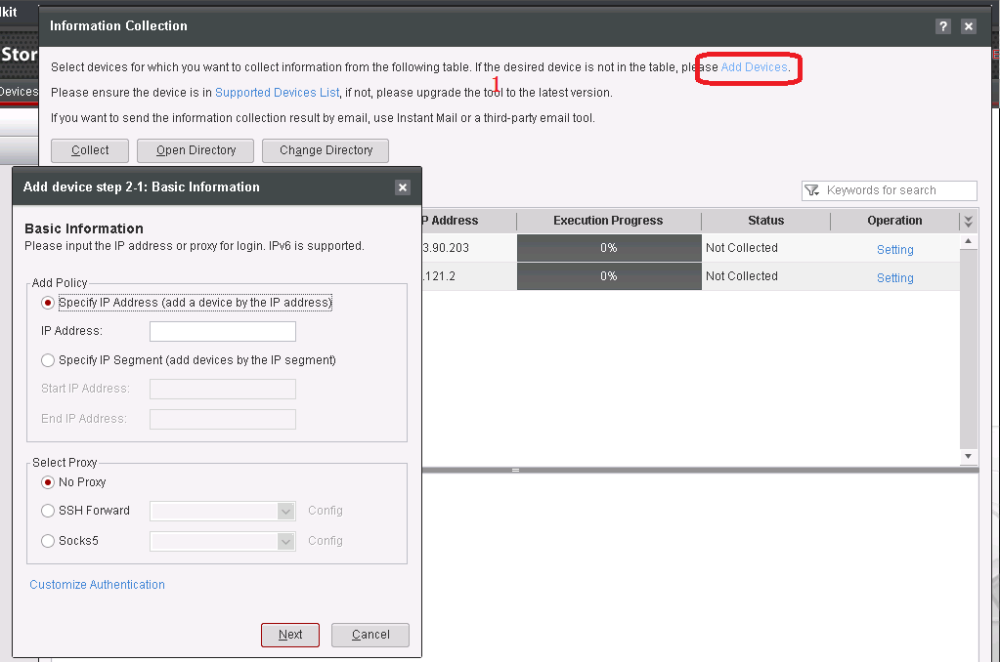 lkit
Information Collection
?
Stor
Select devices for which you want to collect information from the following table. If the desired device is not in the table, please Add Devices.
1
Devices
Please ensure the device is in Supported Devices List, if not, please upgrade the tool to the latest version.
If you want to send the information collection result by email, use Instant Mail or a third-party email tool.
Collect
Open Directory
Change Directory
Keywords for search
P Address
Execution Progress
Status
Operation
3.90.203
0%
Not Collected
Setting
.121.2
0%
Not Collected
Setting
Add device step 2-1: Basic Information
Basic Information
Please input the IP address or proxy for login. IPv6 is supported.
Add Policy
Specify IP Address (add a device by the IP address)
IP Address:
Specify IP Segment (add devices by the IP segment)
Start IP Address:
End IP Address:
Select Proxy
No Proxy
SSH Forward
Config
Socks5
Config
Customize Authentication
Next
Cancel